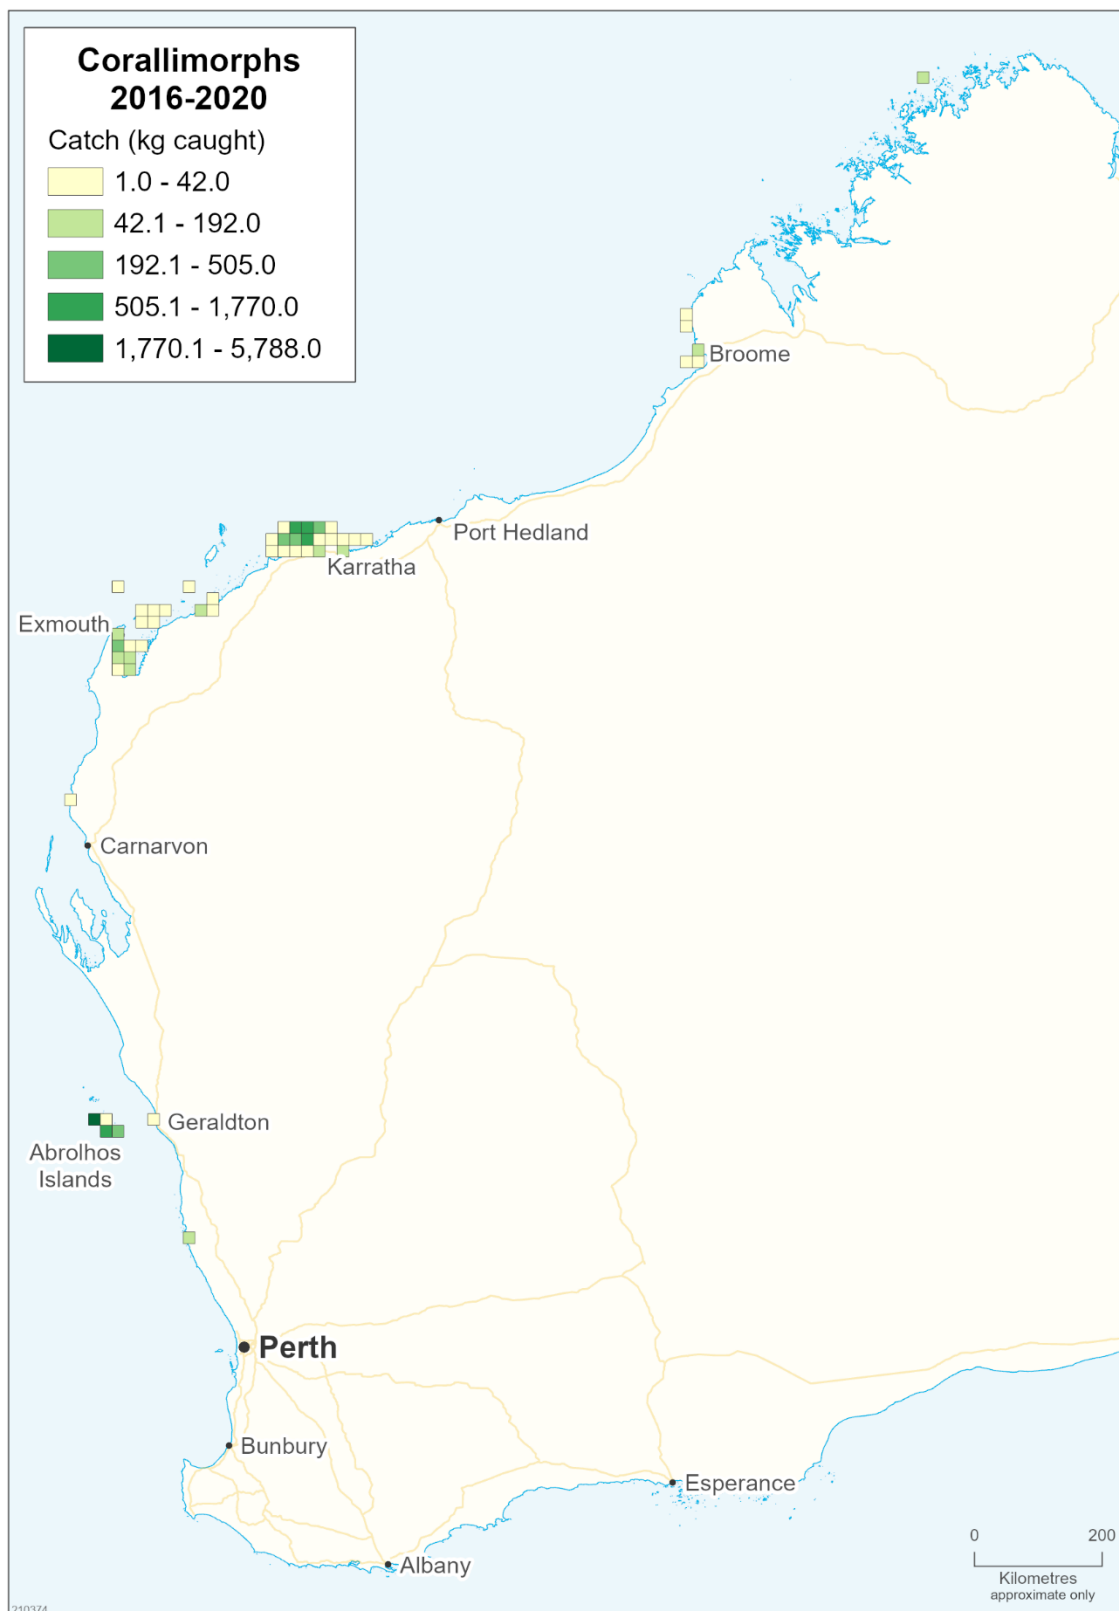 Corallimorphs
2016-2020
Catch (kg caught)
1.0 - 42.0
42.1 - 192.0
192.1 - 505.0
505.1 - 1,770.0
1,770.1 - 5,788.0
Broome
Port Hedland
Karratha
Exmouth
Carnarvon
Geraldton
Abrolhos
Islands
Perth
Bunbury
Esperance
Albany
0 200
Kilometres
approximate only
210374